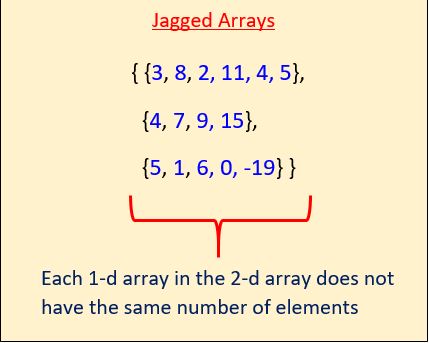 Jagged Arrays
{ {3, 8, 2, 11, 4, 5},
{4, 7, 9, 15},
{5, 1, 6, 0, -19} }
Each 1-d array in the 2-d array does not
have the same number of elements